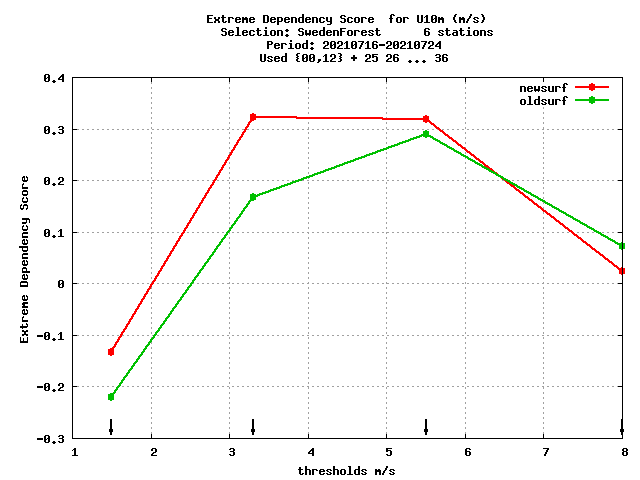 Extreme Dependency Score  for U10m (m/s)
Selection: SwedenForest      6 stations
Period: 20210716-20210724
Used {00,12} + 25 26 ... 36
newsurf
oldsurf
0.4
0.3
0.2
0.1
0
-0.1
-0.2
-0.3
Extreme Dependency Score
1 2 3 4 5 6 7 8
thresholds m/s